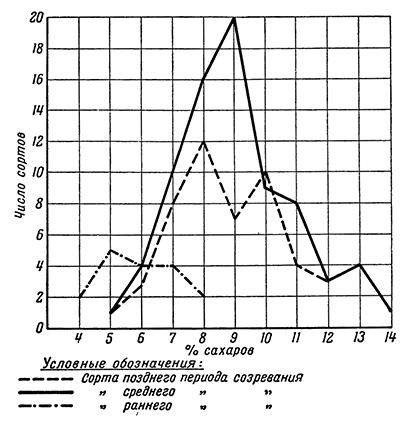 Число сортов
20
18
16
14
12
10
8
6
4
2
0
4 5 6 7 8 9 10 11 12 13 14
% сахаров
Условные обозначения:
Сорта позднего периода созревания
„ среднего „ „
„ раннего „ „